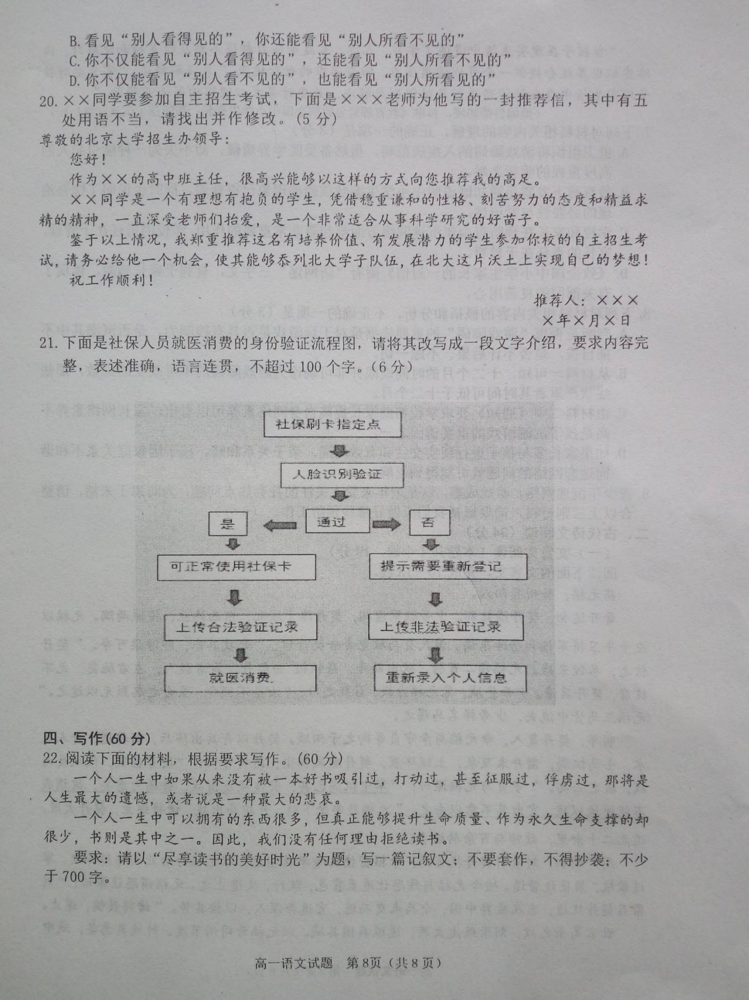 B. 看见“别人看得见的”，你还能看见“别人所看不见的”
C. 你不仅能看见“别人看得见的”，还能看见“别人所看不见的”
D. 你不仅能看见“别人看不见的”，也能看见“别人所看见的”
20. ××同学要参加自主招生考试，下面是×××老师为他写的一封推荐信，其中有五
处用语不当，请找出并作修改。(5 分)
尊敬的北京大学招生办领导：
您好！
作为××的高中班主任，很高兴能够以这样的方式向您推荐我的高足。
××同学是一个有理想有抱负的学生，凭借稳重谦和的性格、刻苦努力的态度和精益求
精的精神，一直深受老师们抬爱，是一个非常适合从事科学研究的好苗子。
鉴于以上情况，我郑重推荐这名有培养价值、有发展潜力的学生参加你校的自主招生考
试，请务必给他一个机会，使其能够忝列北大学子队伍，在北大这片沃土上实现自己的梦想！
祝工作顺利！
推荐人：×××
×年×月×日
21. 下面是社保人员就医消费的身份验证流程图，请将其改写成一段文字介绍，要求内容完
整，表述准确，语言连贯，不超过 100 个字。(6 分)
社保刷卡指定点
人脸识别验证
是 通过 否
可正常使用社保卡 提示需要重新登记
上传合法验证记录 上传非法验证记录
就医消费 重新录入个人信息
四、写作(60 分)
22. 阅读下面的材料，根据要求写作。(60 分)
一个人一生中如果从来没有被一本好书吸引过，打动过，甚至征服过，俘虏过，那将是
人生最大的遗憾，或者说是一种最大的悲哀。
一个人一生中可以拥有的东西很多，但真正能够提升生命质量、作为永久生命支撑的却
很少，书则是其中之一。因此，我们没有任何理由拒绝读书。
要求：请以“尽享读书的美好时光”为题，写一篇记叙文；不要套作，不得抄袭；不少
于 700 字。
高一语文试题 第 8页（共 8 页）